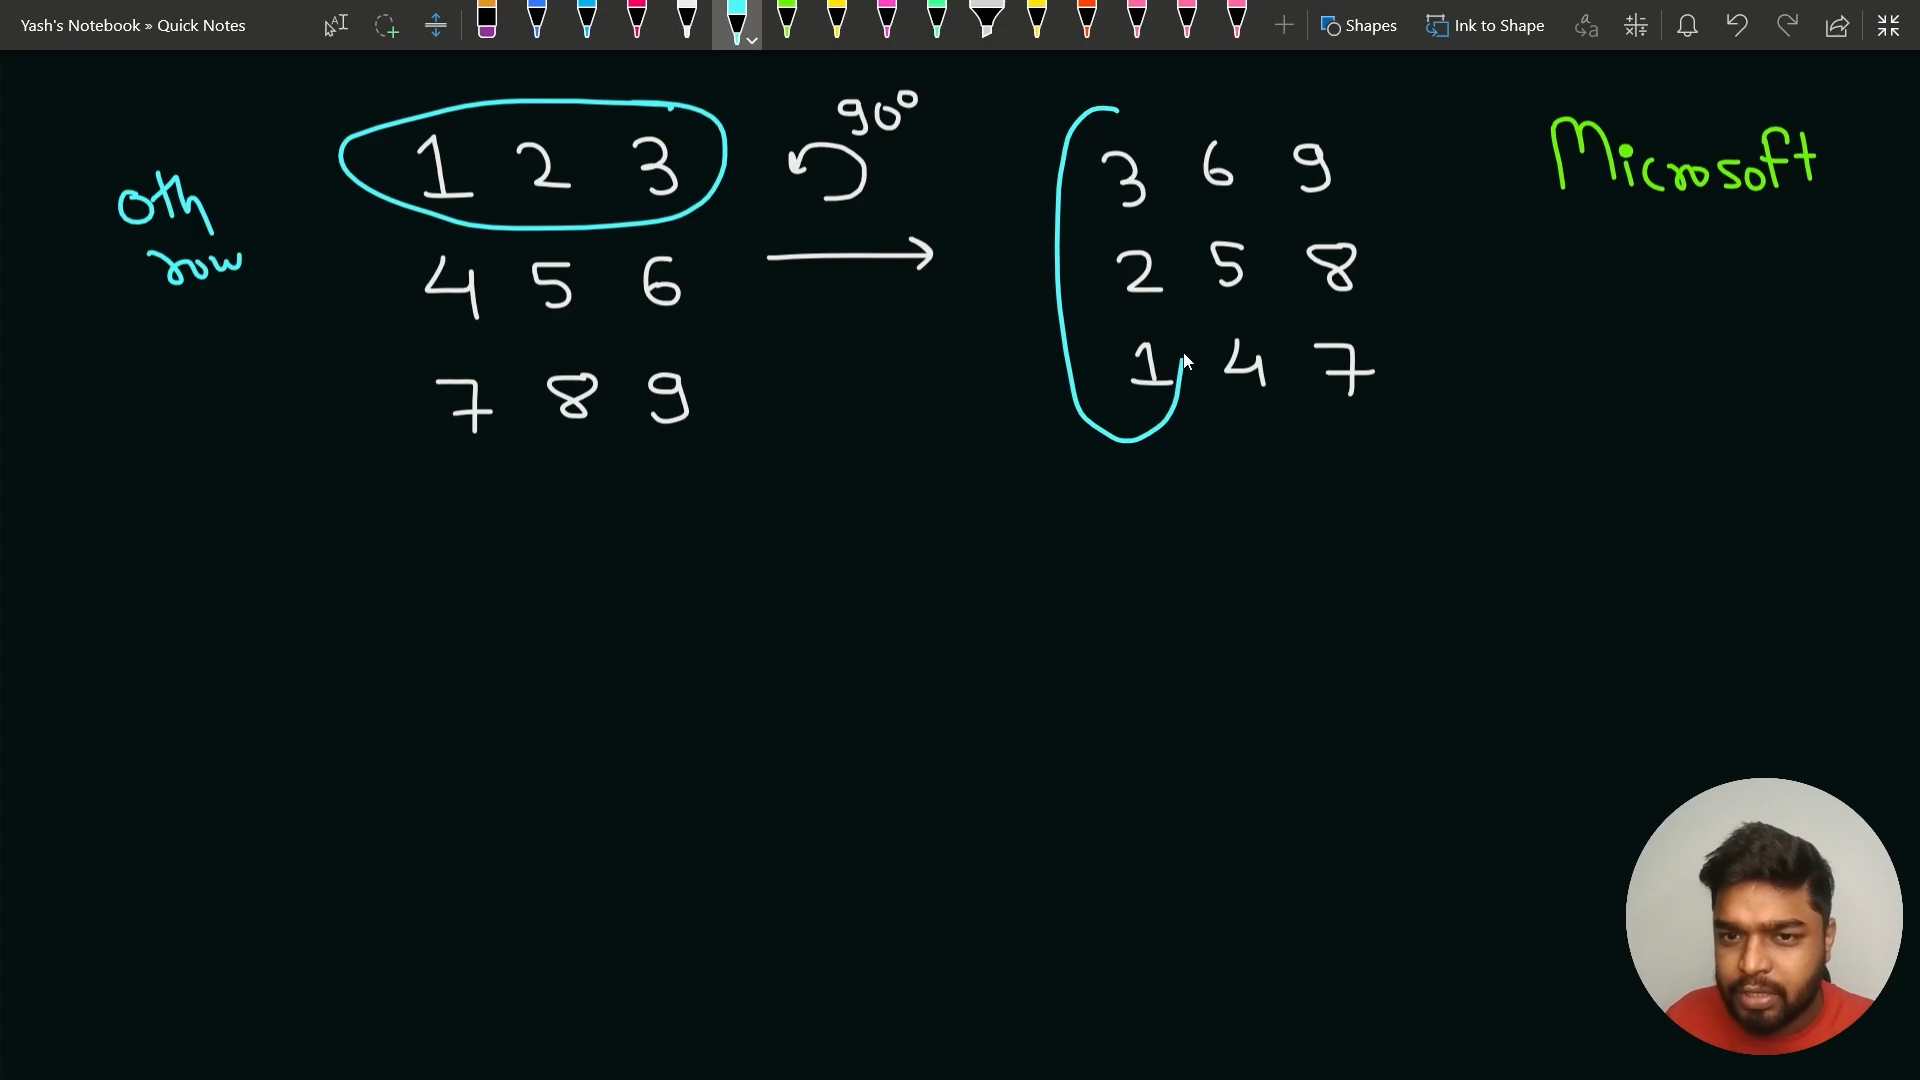 Yash's Notebook » Quick Notes
Shapes
Ink to Shape
0th
row
1 2 3
4 5 6
7 8 9
90°
3 6 9
2 5 8
1 4 7
Microsoft